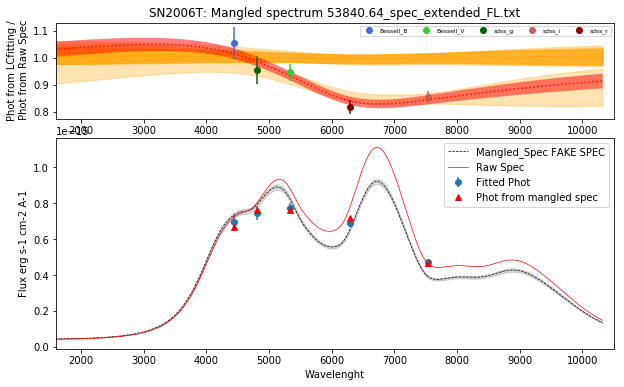 SN2006T: Mangled spectrum 53840.64_spec_extended_FL.txt
Phot from LCfitting /
Phot from Raw Spec
1.1
1.0
0.9
0.8
Bessell_B
Bessell_V
sdss_g
sdss_i
sdss_r
2000 3000 4000 5000 6000 7000 8000 9000 10000
Flux erg s-1 cm-2 A-1
1.0
0.8
0.6
0.4
0.2
0.0
Mangled_Spec FAKE SPEC
Raw Spec
Fitted Phot
Phot from mangled spec
2000 3000 4000 5000 6000 7000 8000 9000 10000
Wavelenght